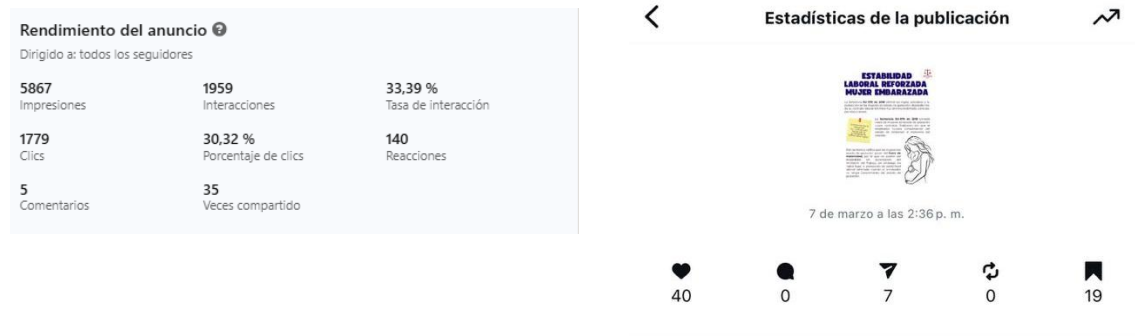 Rendimiento del anuncio ?
Dirigido a: todos los seguidores
5867 1959 33,39 %
Impresiones Interacciones Tasa de interacción
1779 30,32 % 140
Clics Porcentaje de clics Reacciones
5 35
Comentarios Veces compartido
Estadísticas de la publicación
ESTABILIDAD
LABORAL REFORZADA
MUJER EMBARAZADA
7 de marzo a las 2:36 p. m.
40 0 7 0 19